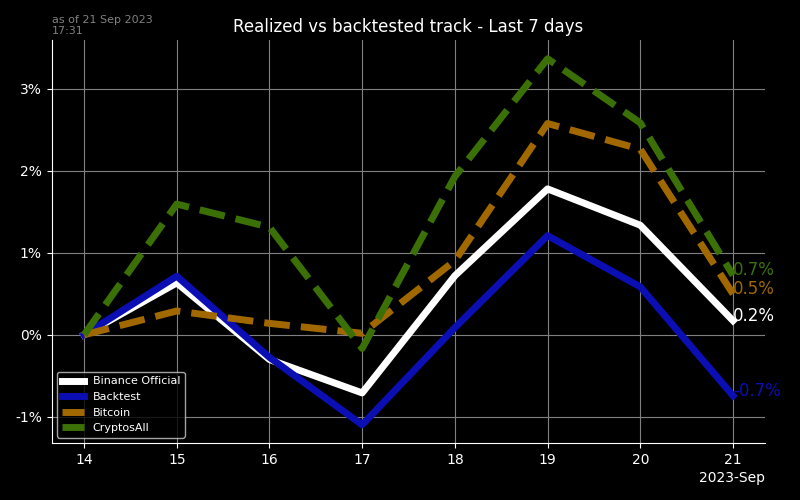 as of 21 Sep 2023
17:31
Realized vs backtested track - Last 7 days
3%
2%
1%
0%
-1%
0.7%
0.5%
0.2%
-0.7%
Binance Official
Backtest
Bitcoin
CryptosAll
14 15 16 17 18 19 20 21
2023-Sep